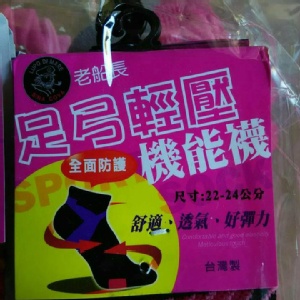 老船長
足弓輕壓
全面防護
機能襪
尺寸:22-24公分
舒適、透氣、好彈力
台灣製